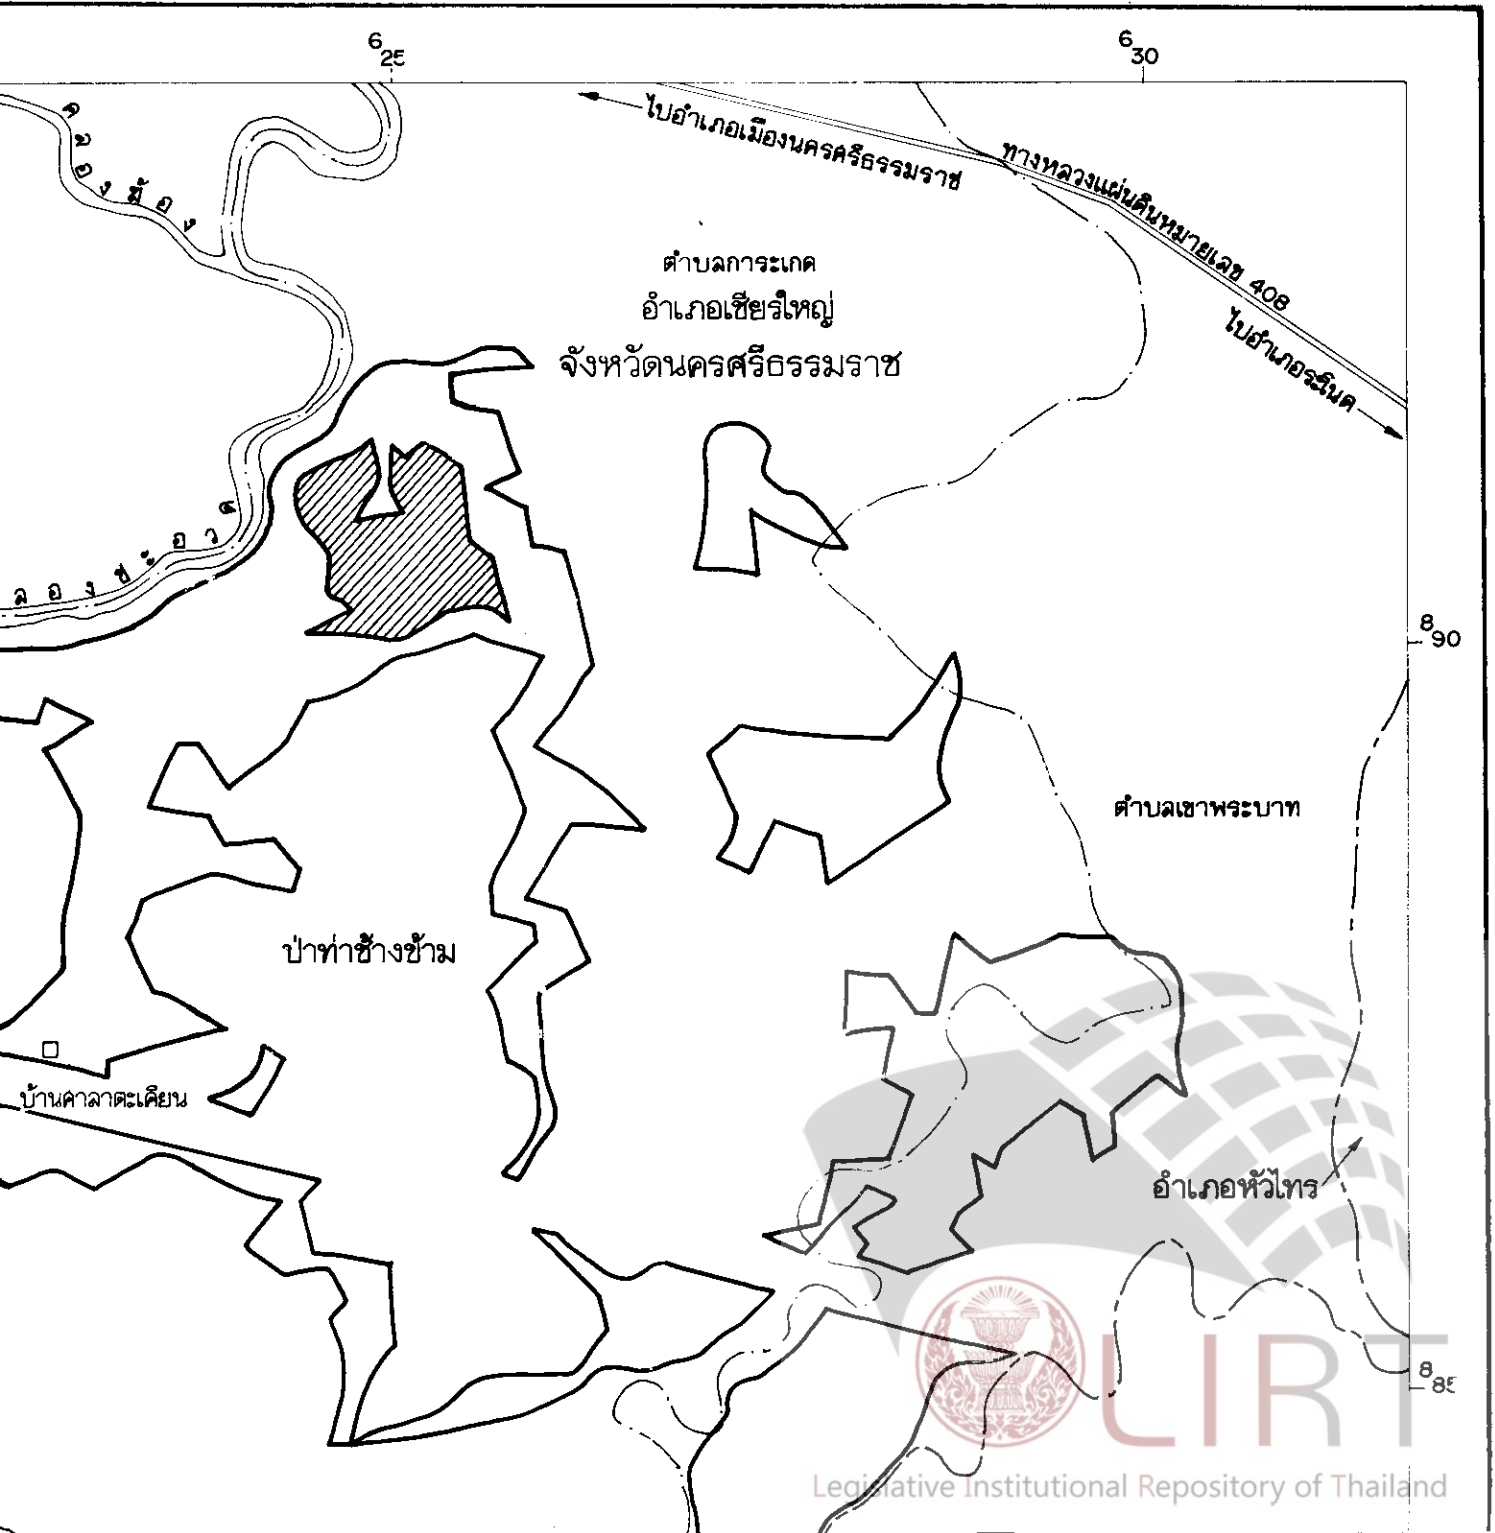 6 25
6 30
คลองฆ้อง
ไปอำเภอเมืองนครศรีธรรมราช
ทางหลวงแผ่นดินหมายเลข 408
ไปอำเภอระโนด
ตำบลการะเกด
อำเภอเชียรใหญ่
จังหวัดนครศรีธรรมราช
คลองชะอวด
8 90
ตำบลเขาพระบาท
ป่าท่าช้างข้าม
บ้านศาลาตะเคียน
อำเภอหัวไทร
8 85
LIRT
Legislative Institutional Repository of Thailand